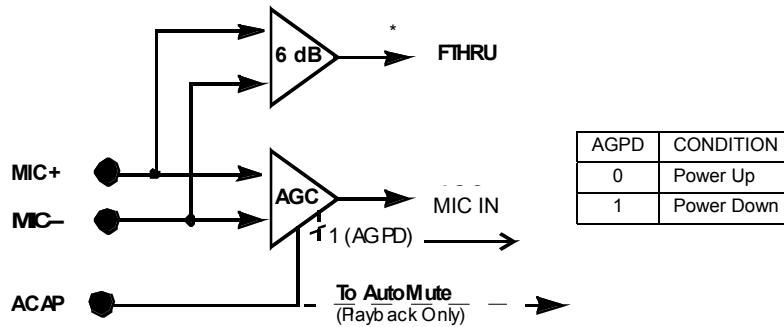 *
6 dB
FTHRU
MIC+
MIC–
AGC
MIC IN
1 (AGPD)
ACAP
To AutoMute
(Playback Only)
AGPD CONDITION
0 Power Up
1 Power Down